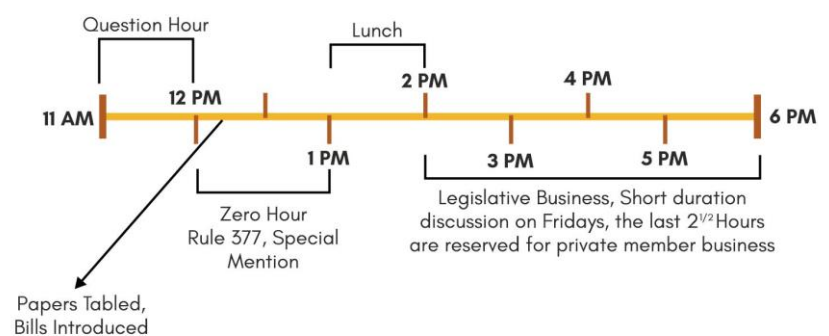 Question Hour
Lunch
12 PM
2 PM
4 PM
11 AM
6 PM
1 PM
3 PM
5 PM
Zero Hour
Rule 377, Special
Mention
Legislative Business, Short duration
discussion on Fridays, the last 2¹/² Hours
are reserved for private member business
Papers Tabled,
Bills Introduced